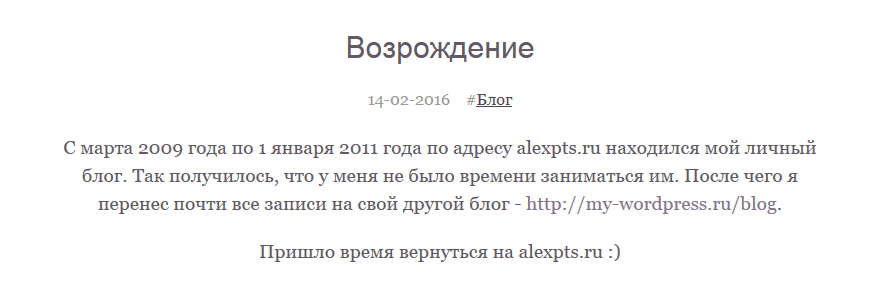 Возрождение
14-02-2016 #Блог
С марта 2009 года по 1 января 2011 года по адресу alexpts.ru находился мой личный
блог. Так получилось, что у меня не было времени заниматься им. После чего я
перенес почти все записи на свой другой блог - http://my-wordpress.ru/blog.
Пришло время вернуться на alexpts.ru :)